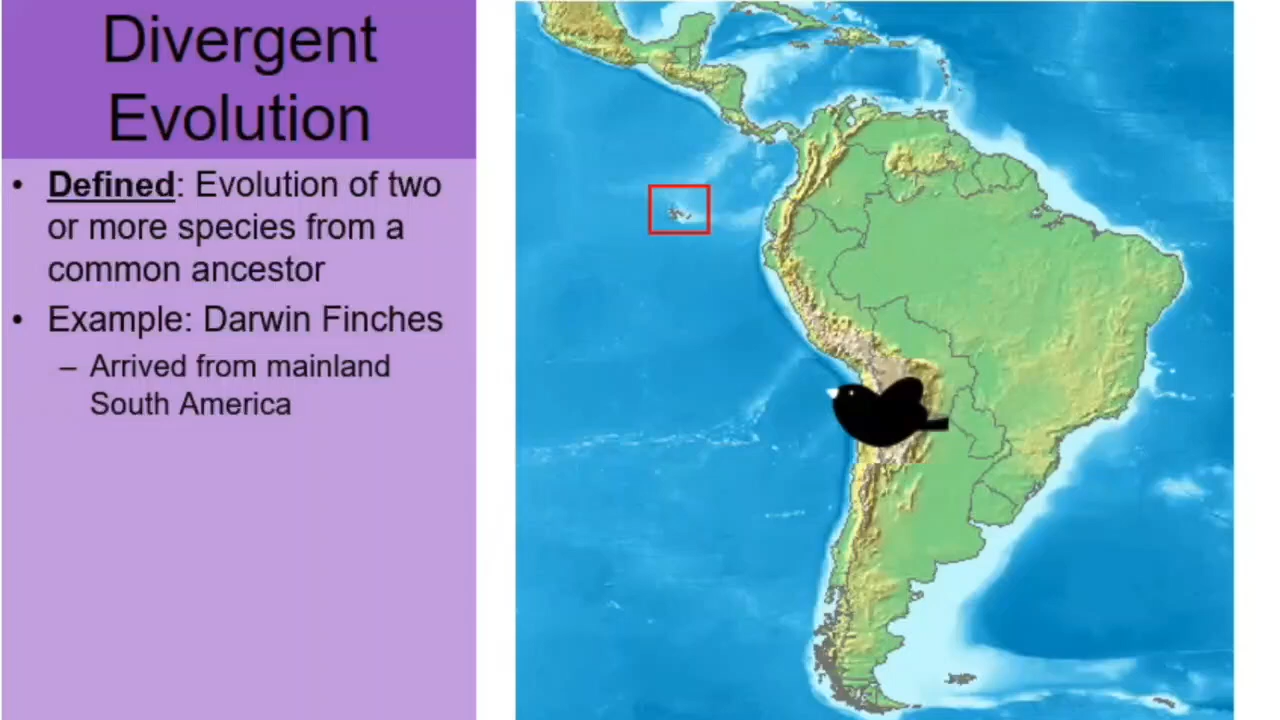 Divergent
Evolution
• Defined: Evolution of two
or more species from a
common ancestor
• Example: Darwin Finches
– Arrived from mainland
South America